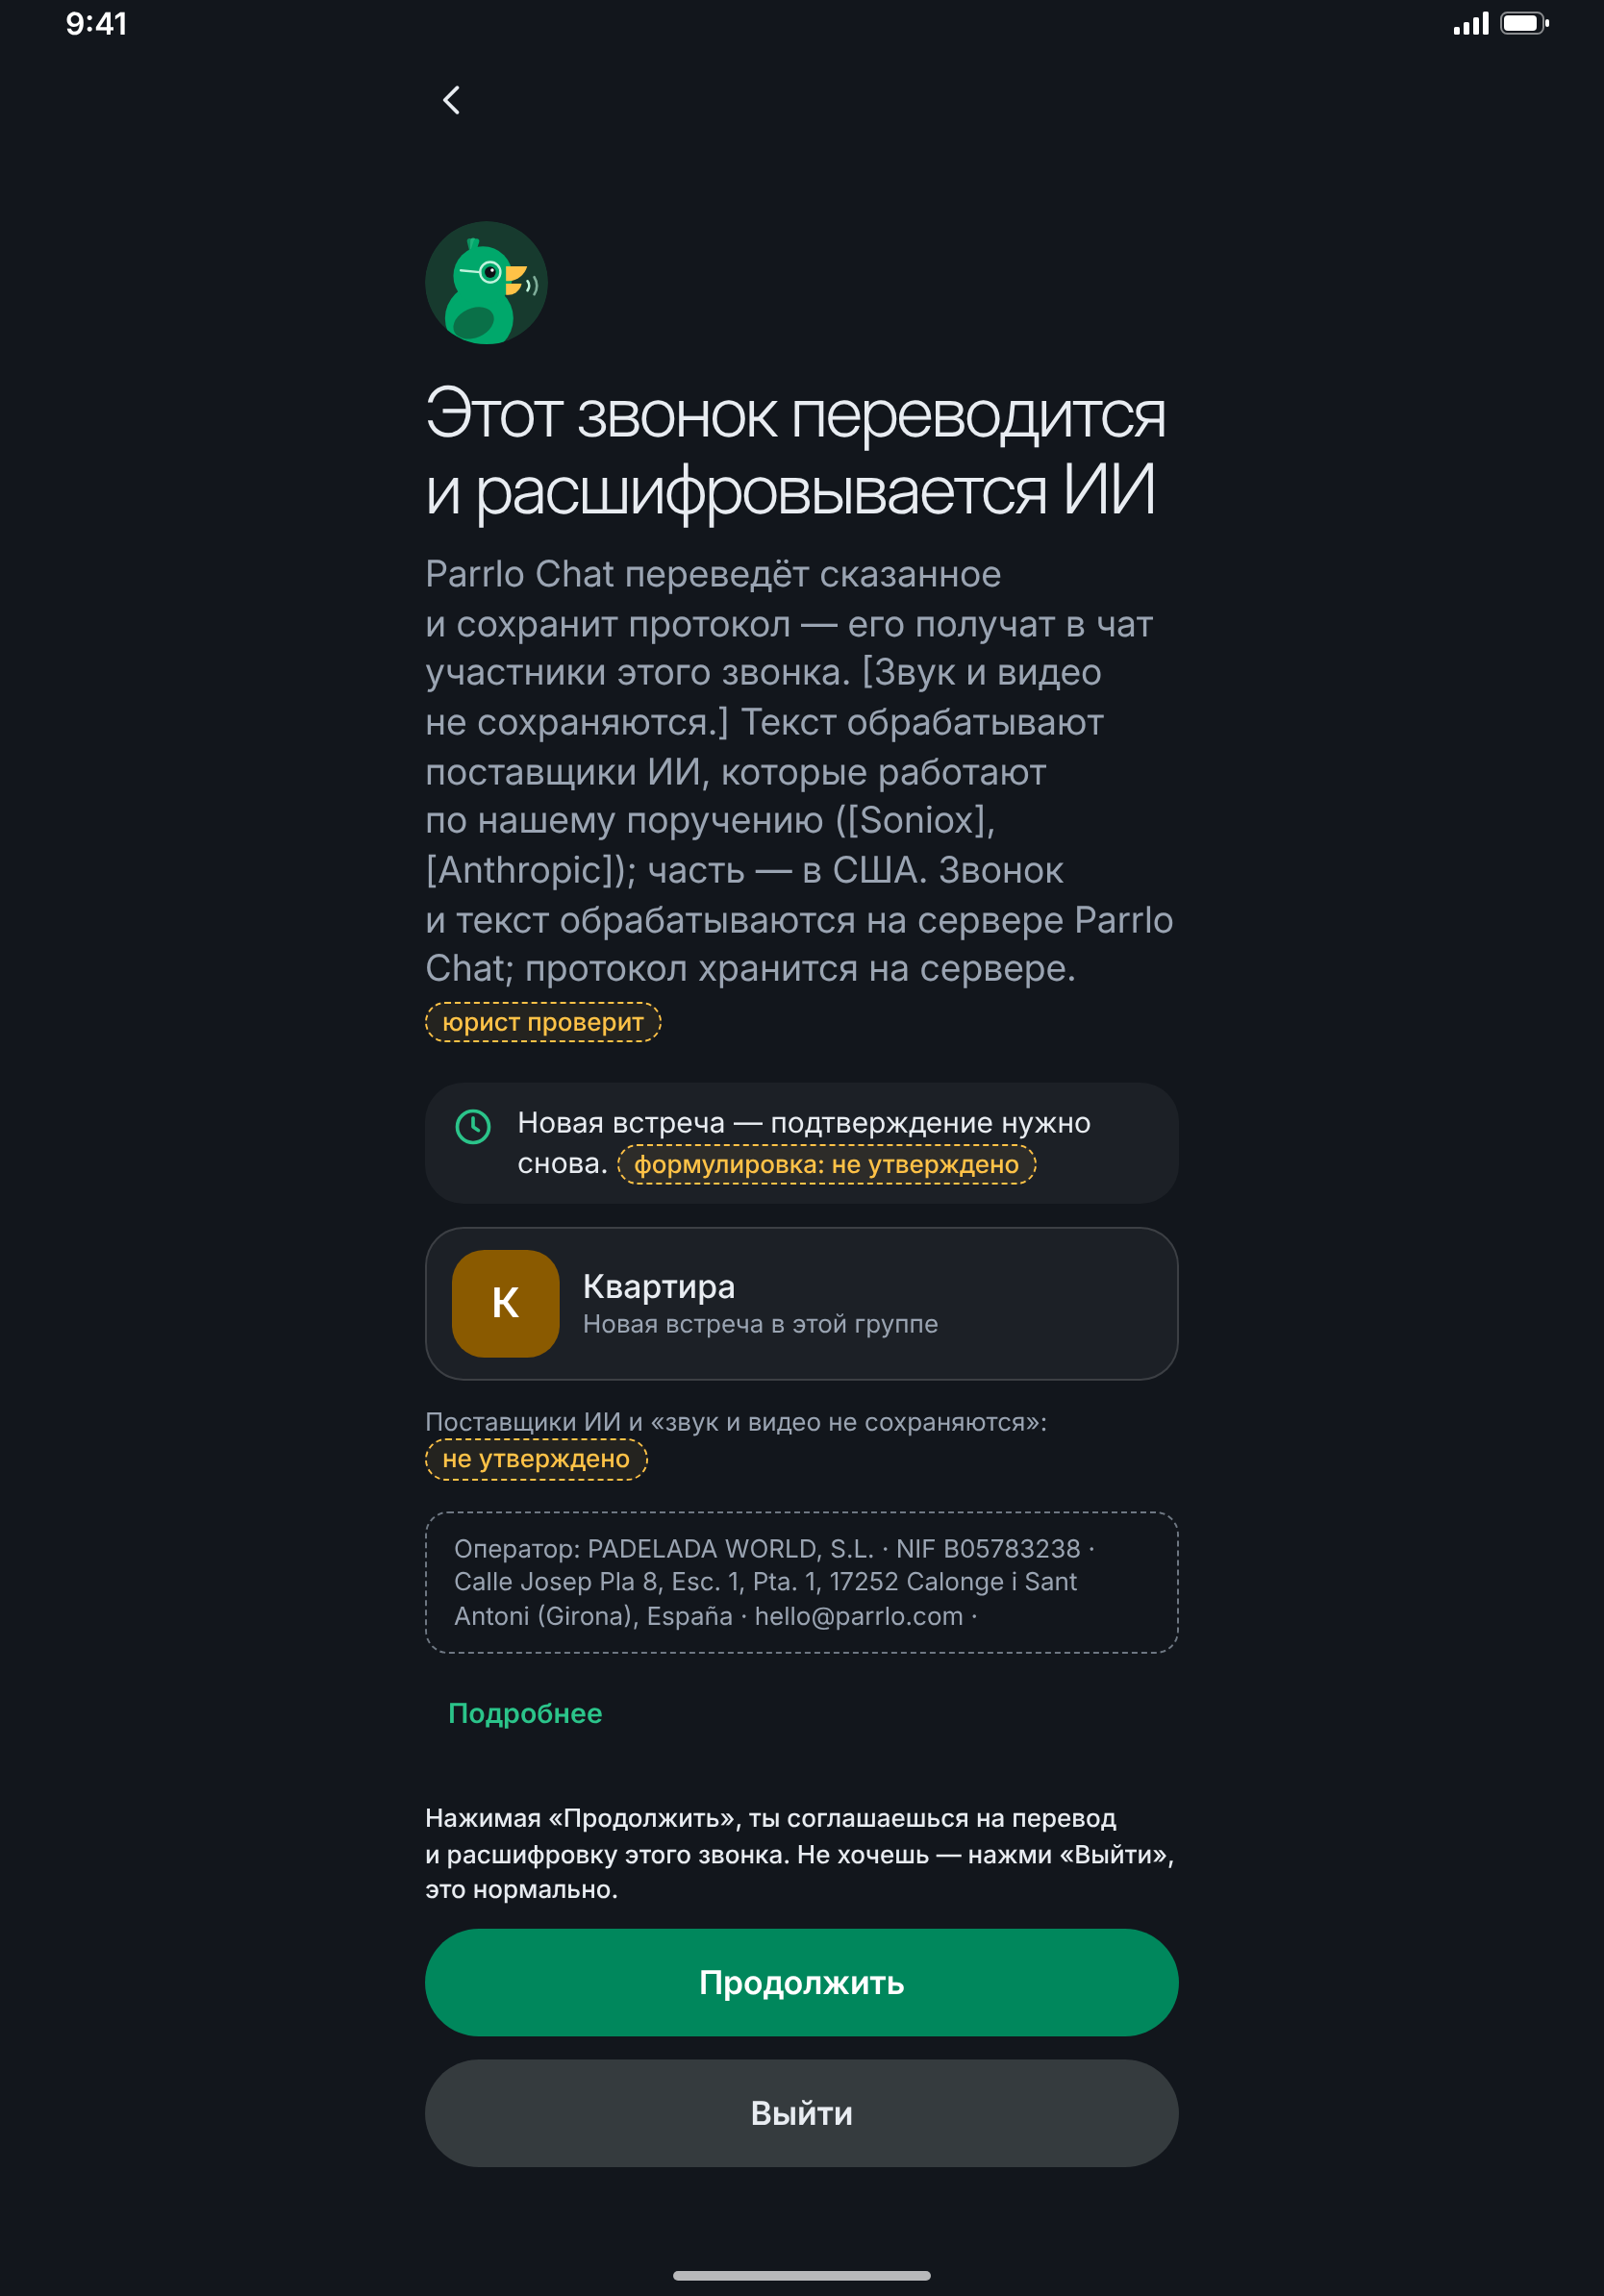 9:41
Этот звонок переводится
и расшифровывается ИИ
Parrlo Chat переведёт сказанное
и сохранит протокол — его получат в чат
участники этого звонка. [Звук и видео
не сохраняются.] Текст обрабатывают
поставщики ИИ, которые работают
по нашему поручению ([Soniox],
[Anthropic]); часть — в США. Звонок
и текст обрабатываются на сервере Parrlo
Chat; протокол хранится на сервере.
юрист проверит
Новая встреча — подтверждение нужно
снова. формулировка: не утверждено
К
Квартира
Новая встреча в этой группе
Поставщики ИИ и «звук и видео не сохраняются»:
не утверждено
Оператор: PADELADA WORLD, S.L. · NIF B05783238 ·
Calle Josep Pla 8, Esc. 1, Pta. 1, 17252 Calonge i Sant
Antoni (Girona), España · hello@parrlo.com ·
Подробнее
Нажимая «Продолжить», ты соглашаешься на перевод
и расшифровку этого звонка. Не хочешь — нажми «Выйти»,
это нормально.
Продолжить
Выйти